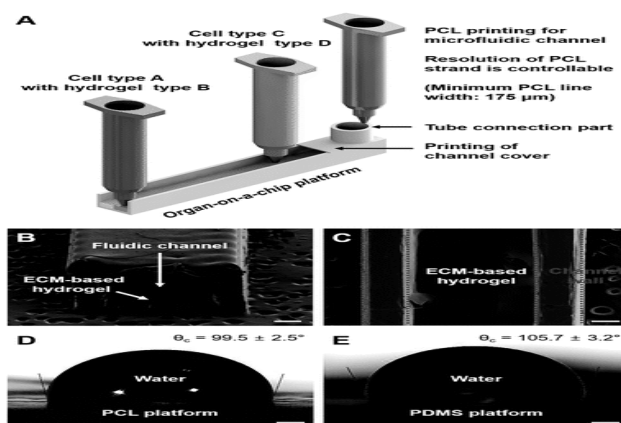 A
Cell type C
with hydrogel type D
PCL printing for
microfluidic channel
Resolution of PCL
strand is controllable
(Minimum PCL line
width: 175 μm)
Cell type A
with hydrogel type B
Tube connection part
Printing of
channel cover
Organ-on-a-chip platform
B
Fluidic channel
ECM-based
hydrogel
C
ECM-based
hydrogel
Channel
wall
D
θc = 99.5 ± 2.5°
Water
PCL platform
E
θc = 105.7 ± 3.2°
Water
PDMS platform